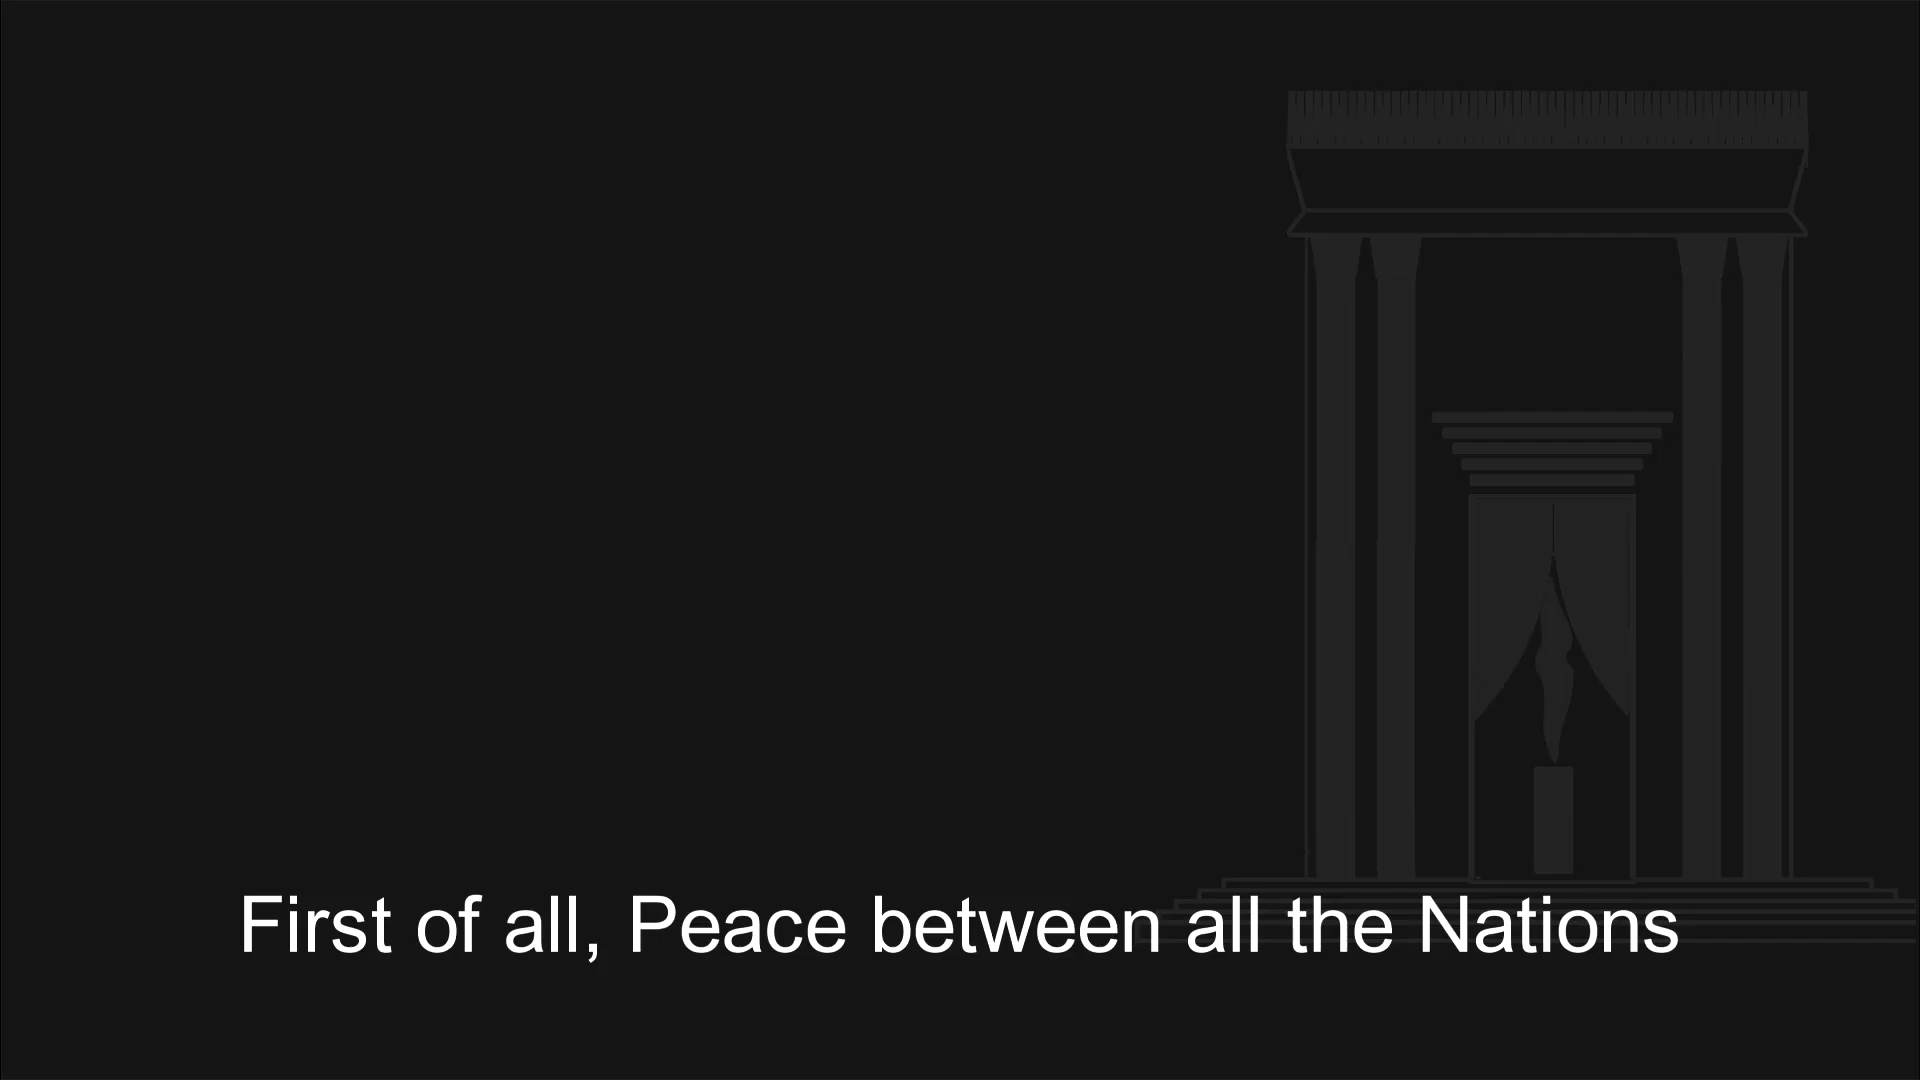 First of all, Peace between all the Nations